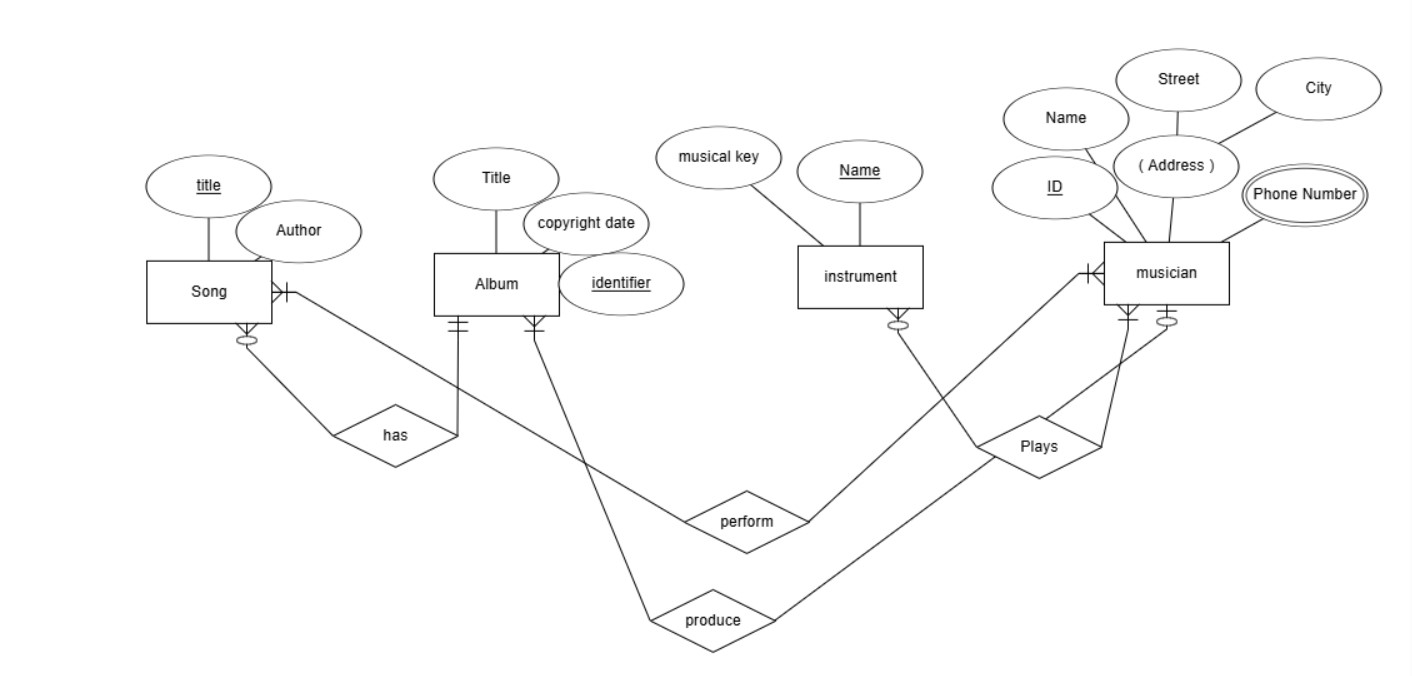 Street
City
Name
( Address )
musical key
Name
ID
Phone Number
title
Title
copyright date
Author
identifier
Song
Album
instrument
musician
has
Plays
perform
produce